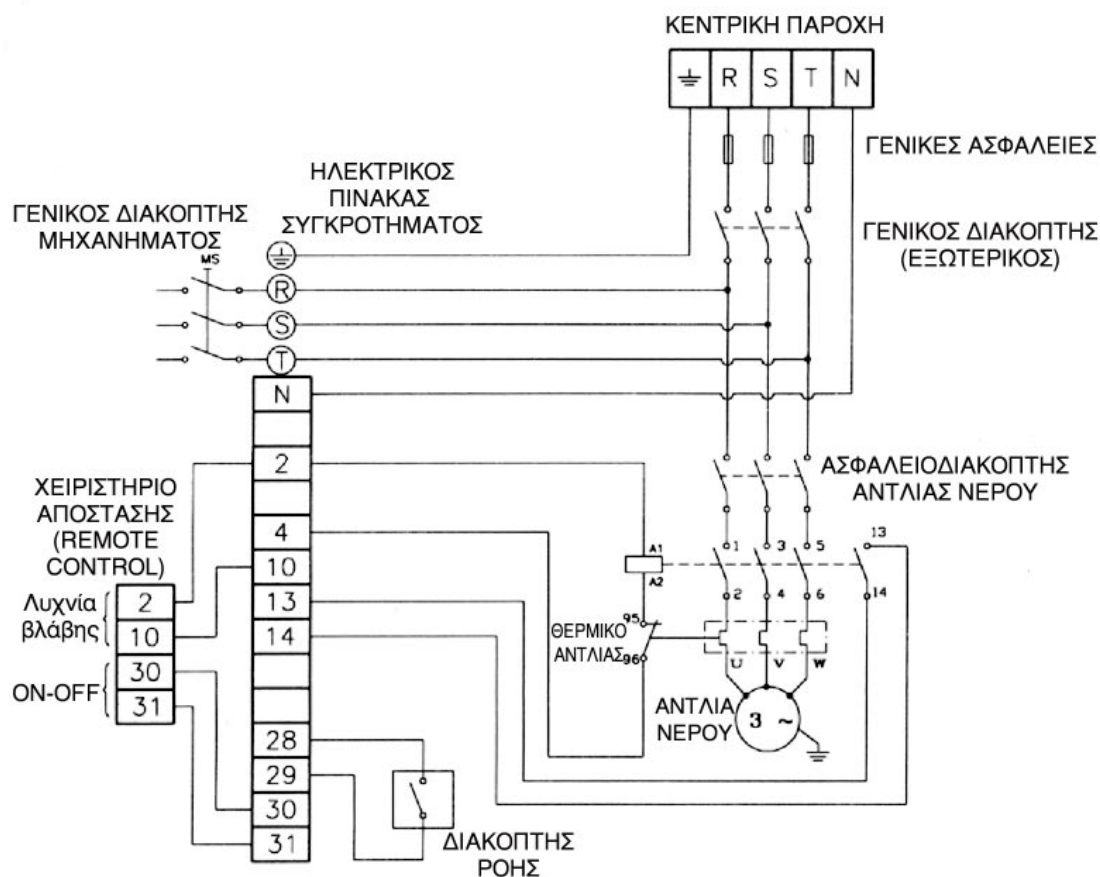 ΚΕΝΤΡΙΚΗ ΠΑΡΟΧΗ
R S T N
ΓΕΝΙΚΕΣ ΑΣΦΑΛΕΙΕΣ
ΗΛΕΚΤΡΙΚΟΣ
ΠΙΝΑΚΑΣ
ΣΥΓΚΡΟΤΗΜΑΤΟΣ
ΓΕΝΙΚΟΣ ΔΙΑΚΟΠΤΗΣ
ΜΗΧΑΝΗΜΑΤΟΣ
MS
ΓΕΝΙΚΟΣ ΔΙΑΚΟΠΤΗΣ
(ΕΞΩΤΕΡΙΚΟΣ)
R
S
T
N
2
4
10
13
14
28
29
30
31
ΧΕΙΡΙΣΤΗΡΙΟ
ΑΠΟΣΤΑΣΗΣ
(REMOTE
CONTROL)
Λυχνία
βλάβης
2
10
ON-OFF
30
31
ΑΣΦΑΛΕΙΟΔΙΑΚΟΠΤΗΣ
ΑΝΤΛΙΑΣ ΝΕΡΟΥ
A1
A2
1 3 5 13
2 4 6 14
95
ΘΕΡΜΙΚΟ
ΑΝΤΛΙΑΣ
96
U V W
ΑΝΤΛΙΑ
ΝΕΡΟΥ
3 ~
ΔΙΑΚΟΠΤΗΣ
ΡΟΗΣ